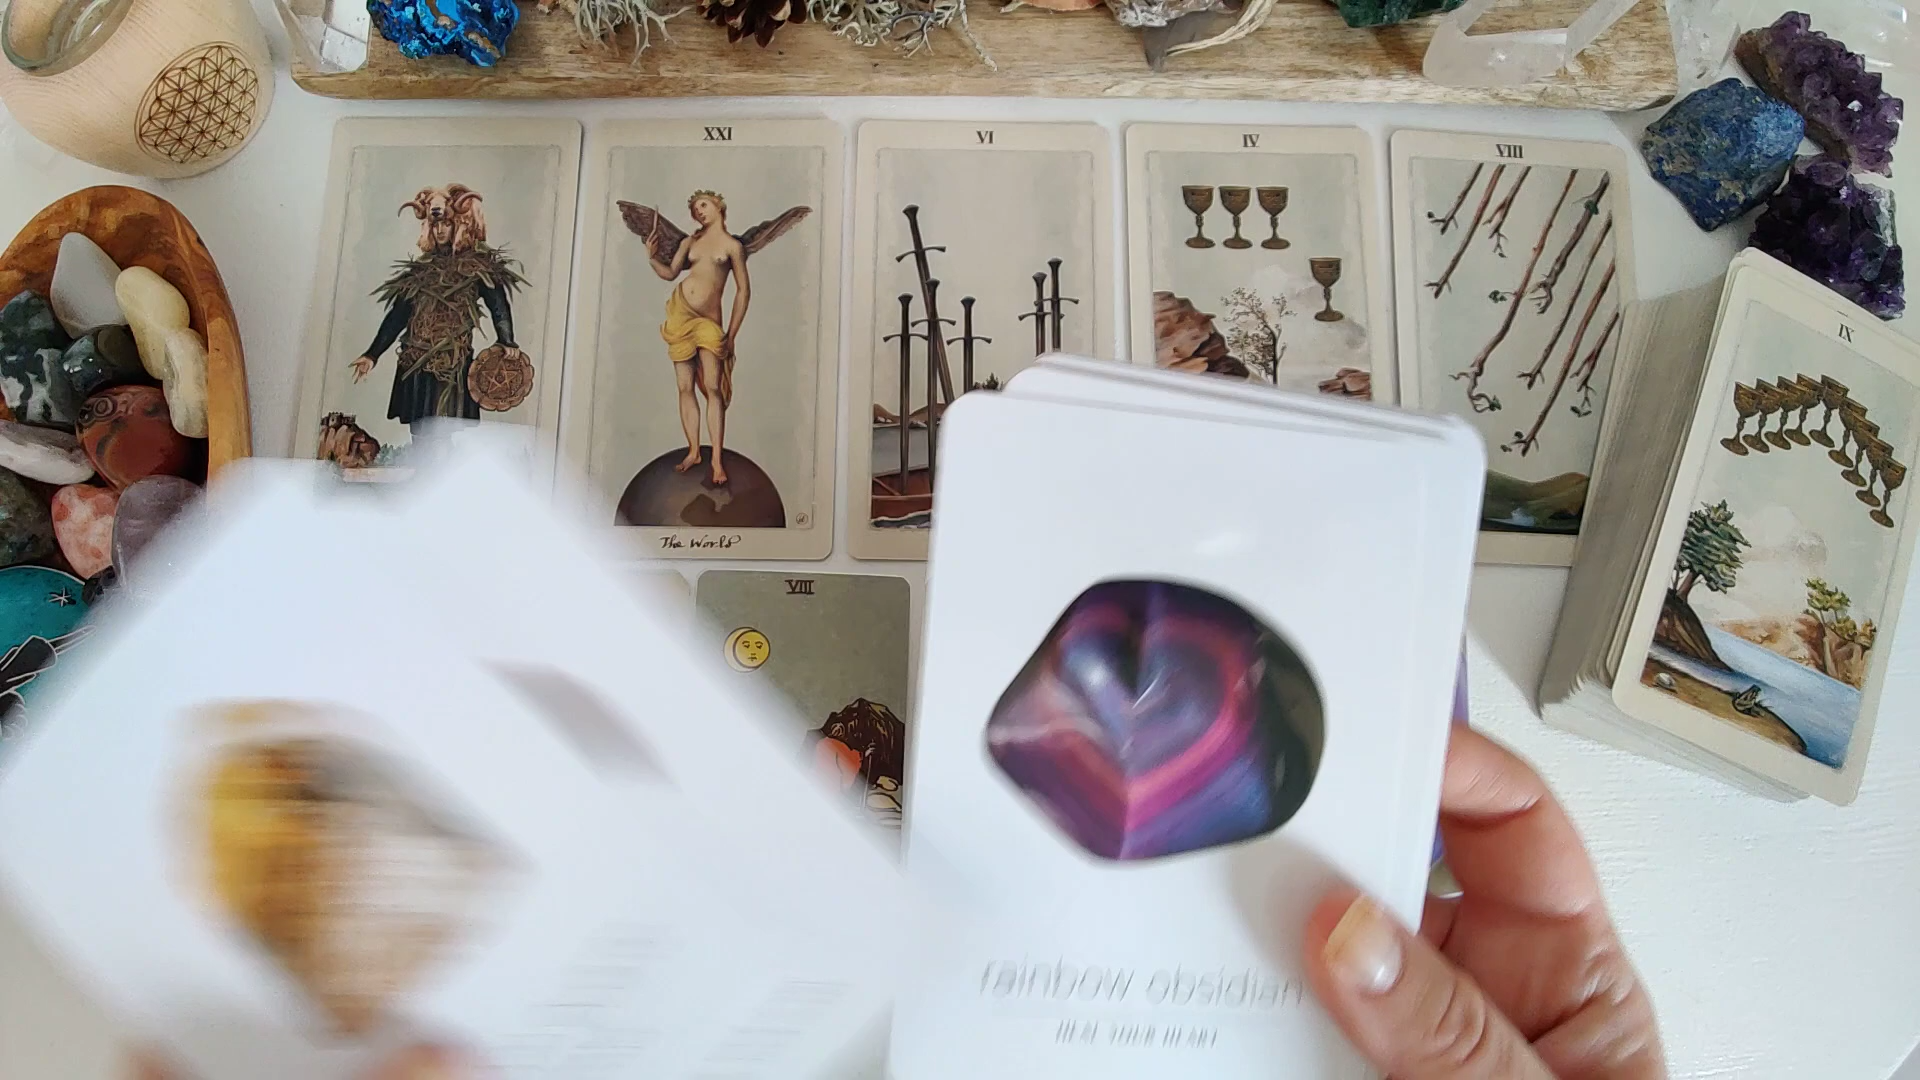 XXI
VI
IV
VIII
IX
The World
VIII
rainbow obsidian
HEAL YOUR HEART